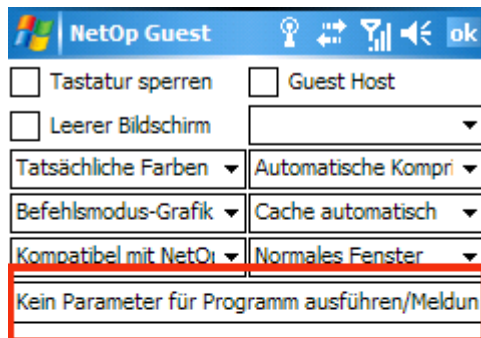 NetOp Guest ok
Tastatur sperren Guest Host
Leerer Bildschirm
Tatsächliche Farben Automatische Kompri
Befehlsmodus-Grafik Cache automatisch
Kompatibel mit NetO Normales Fenster
Kein Parameter für Programm ausführen/Meldun